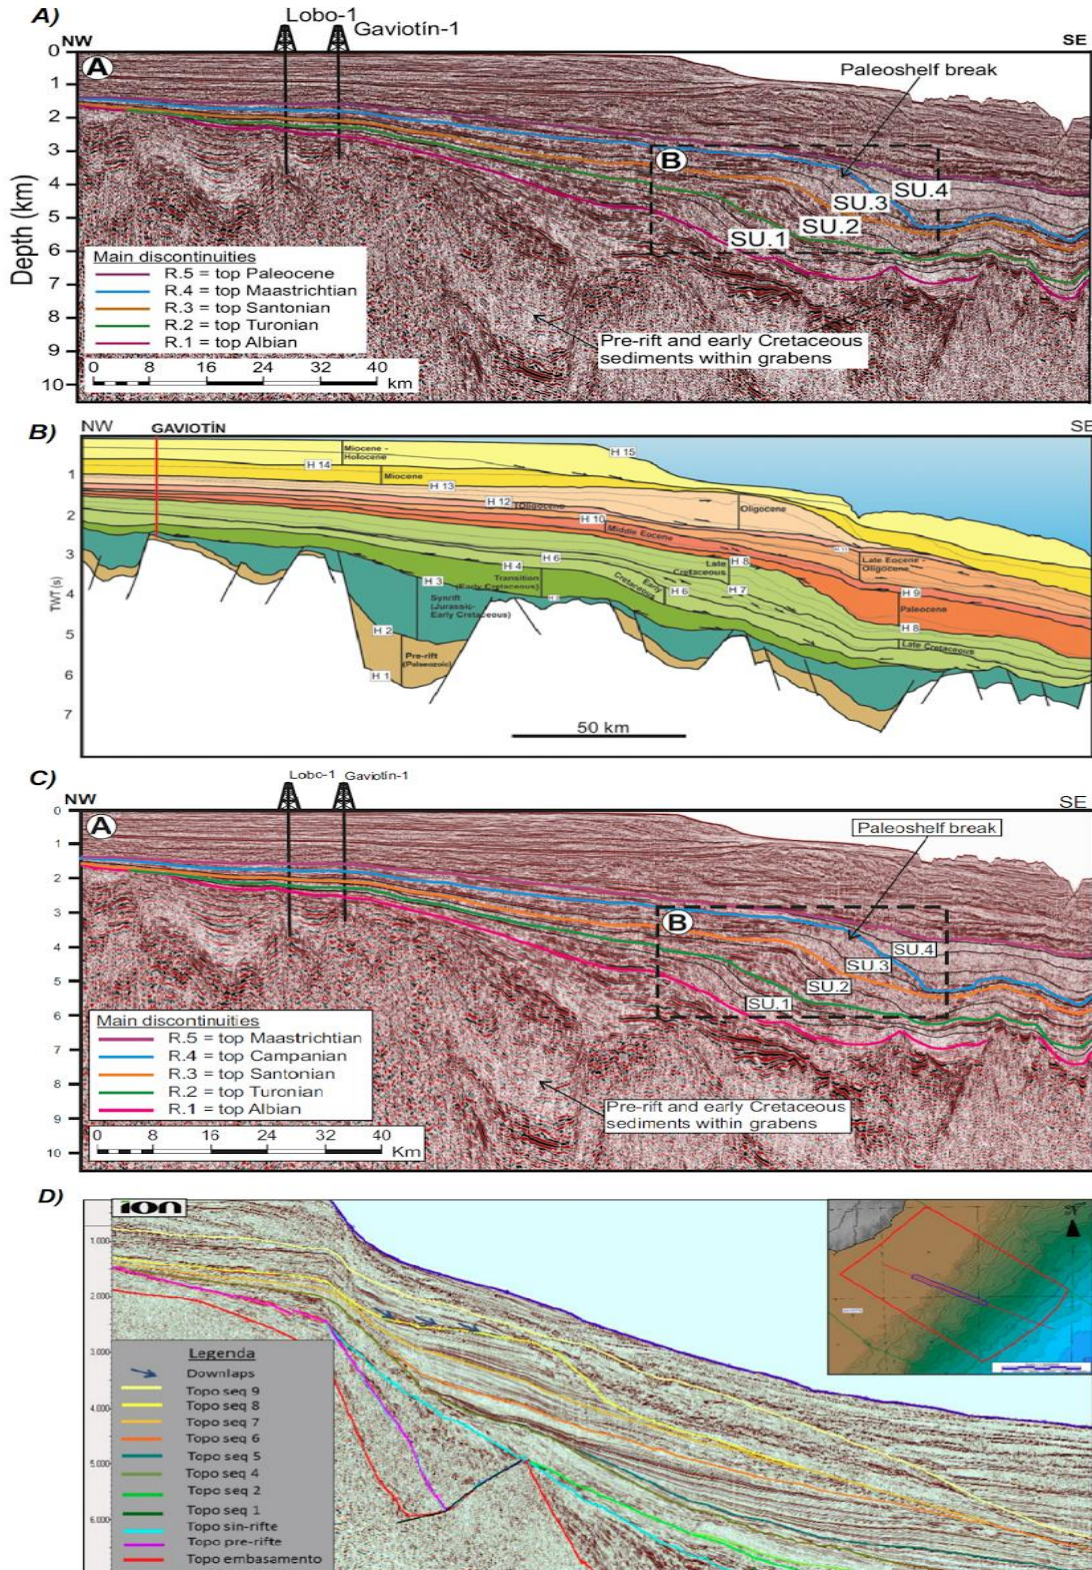 A)
Lobo-1
Gaviotín-1
NW
SE
A
Paleoshelf break
B
SU.4
SU.3
SU.2
SU.1
Depth (km)
0
1
2
3
4
5
6
7
8
9
10
Main discontinuities
R.5 = top Paleocene
R.4 = top Maastrichtian
R.3 = top Santonian
R.2 = top Turonian
R.1 = top Albian
Pre-rift and early Cretaceous
sediments within grabens
0 8 16 24 32 40
km
B)
NW
GAVIOTÍN
SE
Miocene -
Holocene
H 15
H 14
Miocene
H 13
H 12
Oligocene
Oligocene
H 10
Middle Eocene
Late Eocene -
Oligocene
H 9
H 8
Late
Cretaceous
H 7
H 6
H 4
Transition
(Early Cretaceous)
Early
Cretaceous
H 6
Paleocene
H 8
Late Cretaceous
H 3
Synrift
(Jurassic-
Early Cretaceous)
H 2
Pre-rift
(Paleozoic)
H 1
TWT (s)
1
2
3
4
5
6
7
50 km
C)
Lobo-1
Gaviotín-1
NW
SE
A
Paleoshelf break
B
SU.4
SU.3
SU.2
SU.1
0
1
2
3
4
5
6
7
8
9
10
Main discontinuities
R.5 = top Maastrichtian
R.4 = top Campanian
R.3 = top Santonian
R.2 = top Turonian
R.1 = top Albian
Pre-rift and early Cretaceous
sediments within grabens
0 8 16 24 32 40
Km
D)
ion
1.000
2.000
3.000
4.000
5.000
6.000
Legenda
Downlaps
Topo seq 9
Topo seq 8
Topo seq 7
Topo seq 6
Topo seq 5
Topo seq 4
Topo seq 2
Topo seq 1
Topo sin-rifte
Topo pre-rifte
Topo embasamento